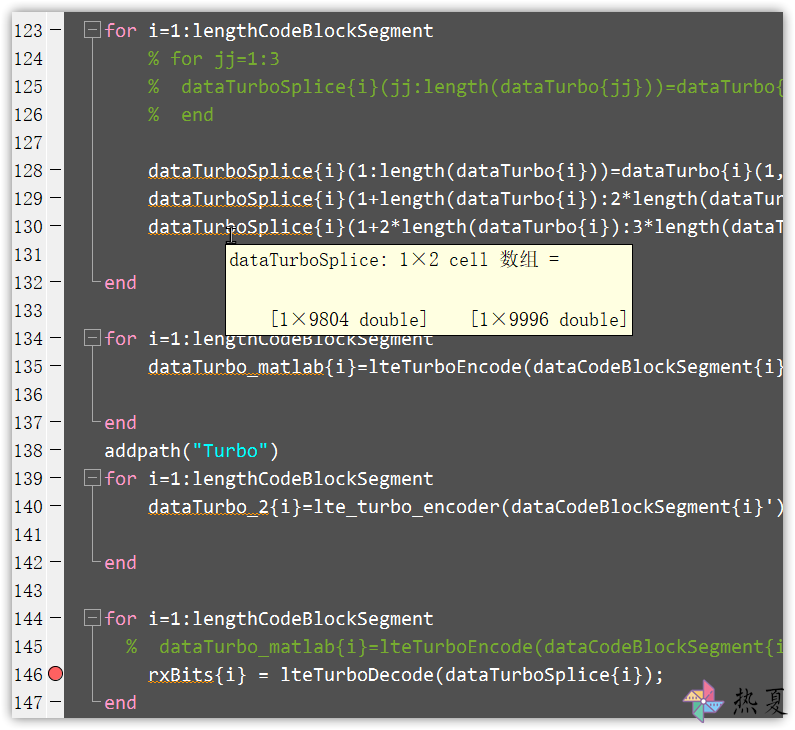 123 for i=1:lengthCodeBlockSegment
124 % for jj=1:3
125 % dataTurboSplice{i}(jj:length(dataTurbo{jj}))=dataTurbo{
126 % end
127
128 dataTurboSplice{i}(1:length(dataTurbo{i}))=dataTurbo{i}(1,
129 dataTurboSplice{i}(1+length(dataTurbo{i}):2*length(dataTur
130 dataTurboSplice{i}(1+2*length(dataTurbo{i}):3*length(dataT
131 dataTurboSplice: 1×2 cell 数组 =
132 end
133 [1×9804 double] [1×9996 double]
134 for i=1:lengthCodeBlockSegment
135 dataTurbo_matlab{i}=lteTurboEncode(dataCodeBlockSegment{i}
136
137 end
138 addpath("Turbo")
139 for i=1:lengthCodeBlockSegment
140 dataTurbo_2{i}=lte_turbo_encoder(dataCodeBlockSegment{i}')
141
142 end
143
144 for i=1:lengthCodeBlockSegment
145 % dataTurbo_matlab{i}=lteTurboEncode(dataCodeBlockSegment{i
146 rxBits{i} = lteTurboDecode(dataTurboSplice{i});
147 end
热夏